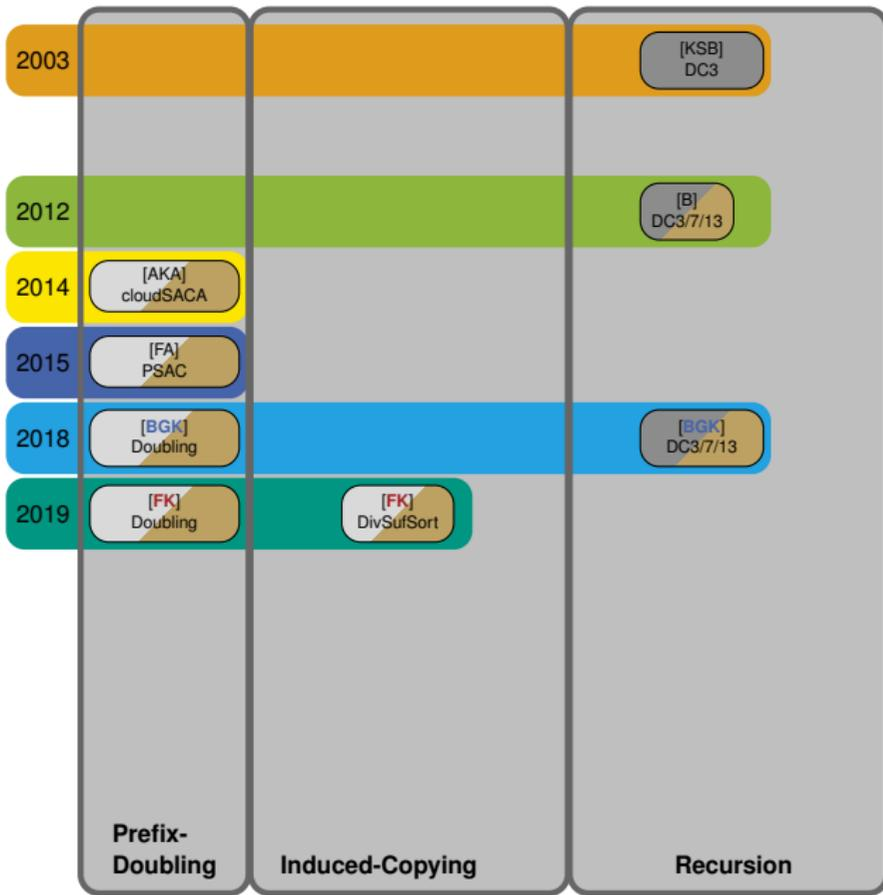 2003
[KSB]
DC3
2012
[B]
DC3/7/13
2014
[AKA]
cloudSACA
2015
[FA]
PSAC
2018
[BGK]
Doubling
[BGK]
DC3/7/13
2019
[FK]
Doubling
[FK]
DivSufSort
Prefix-
Doubling
Induced-Copying
Recursion